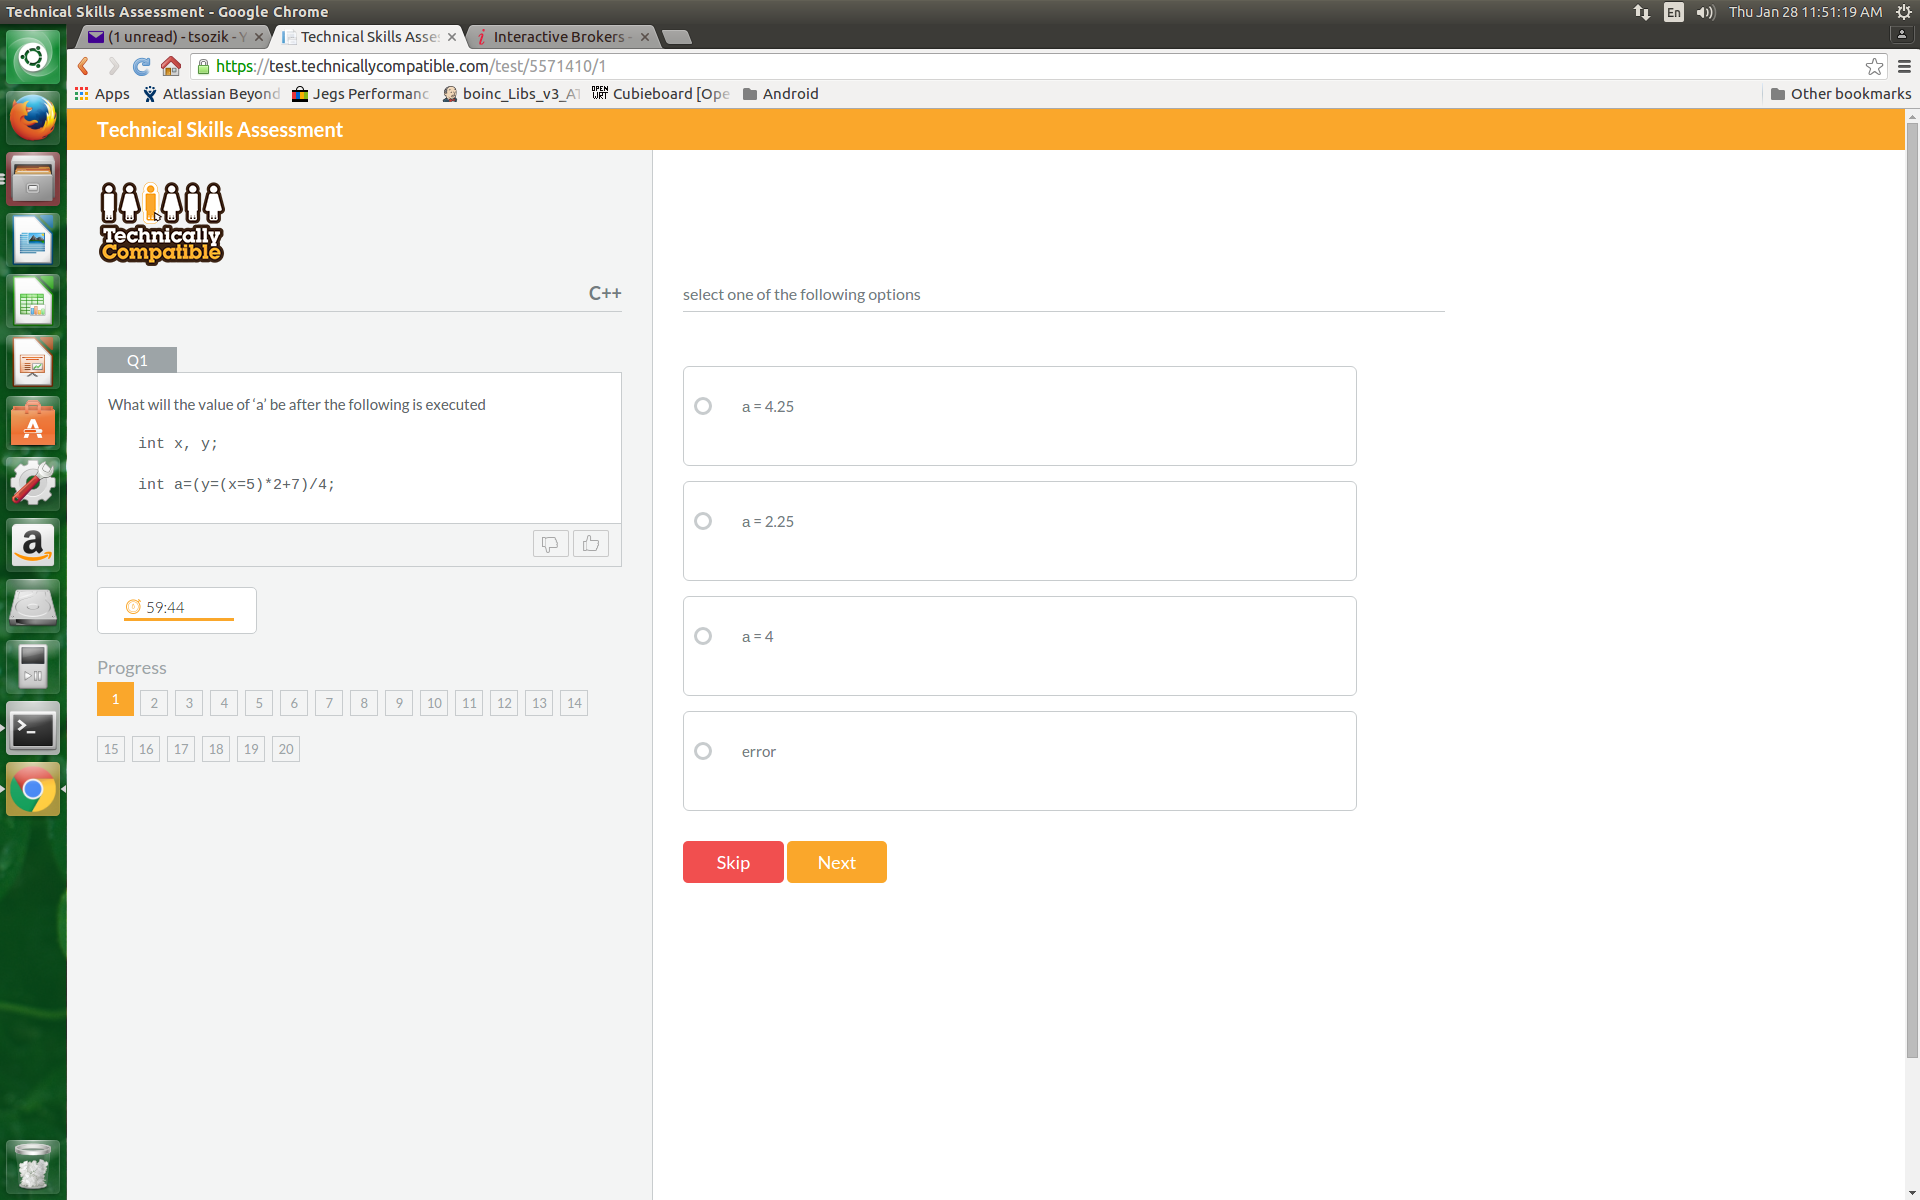 Technical Skills Assessment - Google Chrome
En
Thu Jan 28 11:51:19 AM
(1 unread) - tsozik - Y
Technical Skills Asse
Interactive Brokers -
https://test.technicallycompatible.com/test/5571410/1
Apps
Atlassian Beyond
Jegs Performanc
boinc_Libs_v3_AT
OPEN
WRT
Cubieboard [Ope
Android
Other bookmarks
Technical Skills Assessment
Technically
Compatible
C++
select one of the following options
Q1
What will the value of ‘a’ be after the following is executed
int x, y;
int a=(y=(x=5)*2+7)/4;
59:44
Progress
1 2 3 4 5 6 7 8 9 10 11 12 13 14
15 16 17 18 19 20
a = 4.25
a = 2.25
a = 4
error
Skip
Next